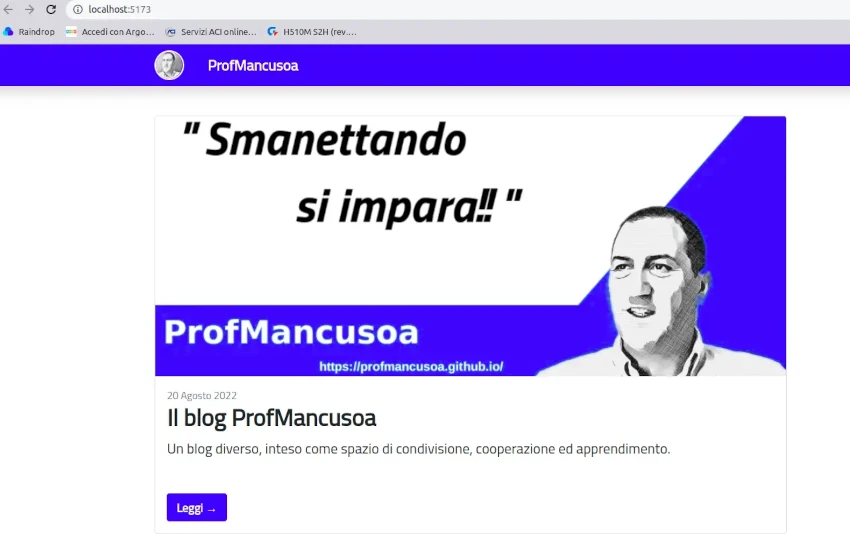 localhost:5173
Raindrop
Accedi con Argo...
Servizi ACI online...
H510M S2H (rev....
ProfMancusoa
" Smanettando
si impara!! "
ProfMancusoa
https://profmancusoa.github.io/
20 Agosto 2022
Il blog ProfMancusoa
Un blog diverso, inteso come spazio di condivisione, cooperazione ed apprendimento.
Leggi →